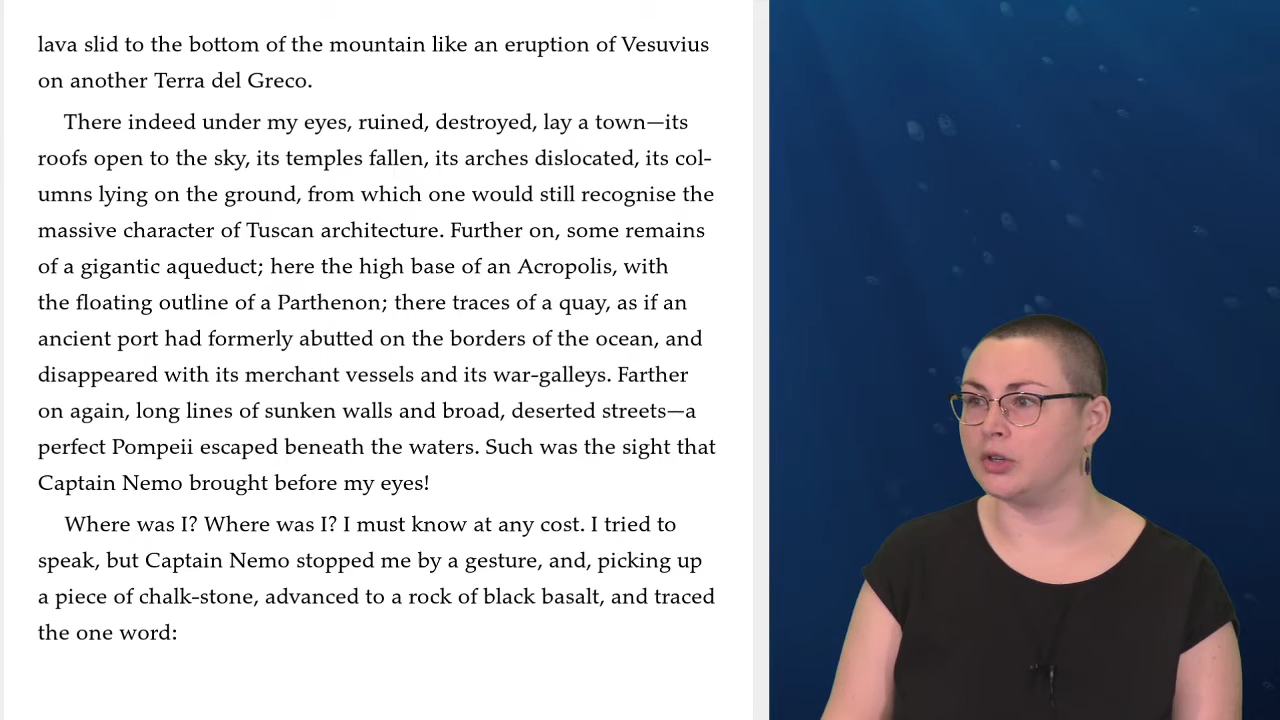 lava slid to the bottom of the mountain like an eruption of Vesuvius
on another Terra del Greco.
There indeed under my eyes, ruined, destroyed, lay a town—its
roofs open to the sky, its temples fallen, its arches dislocated, its col-
umns lying on the ground, from which one would still recognise the
massive character of Tuscan architecture. Further on, some remains
of a gigantic aqueduct; here the high base of an Acropolis, with
the floating outline of a Parthenon; there traces of a quay, as if an
ancient port had formerly abutted on the borders of the ocean, and
disappeared with its merchant vessels and its war-galleys. Farther
on again, long lines of sunken walls and broad, deserted streets—a
perfect Pompeii escaped beneath the waters. Such was the sight that
Captain Nemo brought before my eyes!
Where was I? Where was I? I must know at any cost. I tried to
speak, but Captain Nemo stopped me by a gesture, and, picking up
a piece of chalk-stone, advanced to a rock of black basalt, and traced
the one word: